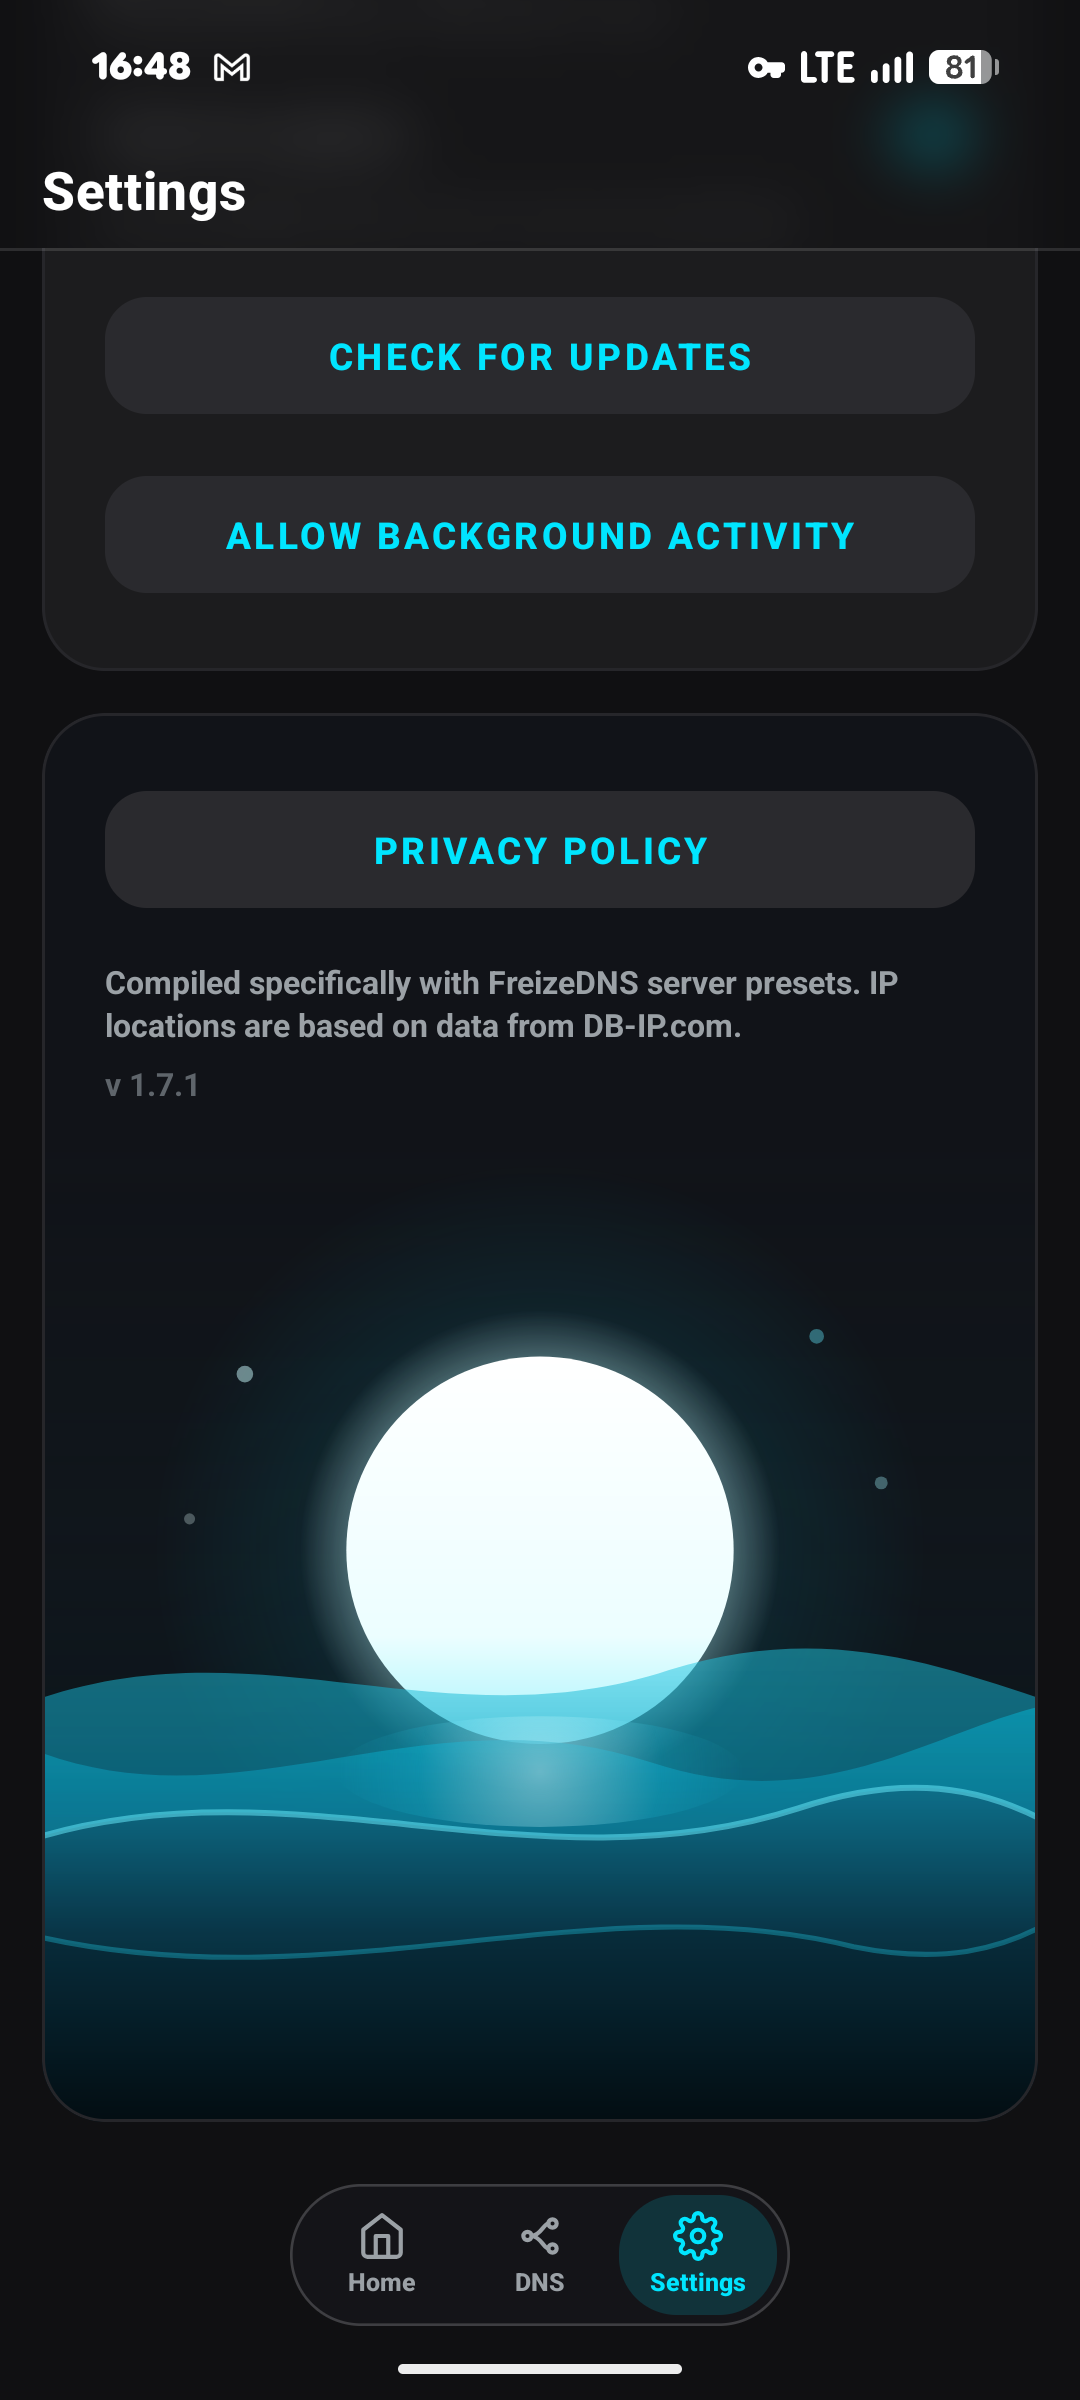 16:48
LTE
81
Settings
CHECK FOR UPDATES
ALLOW BACKGROUND ACTIVITY
PRIVACY POLICY
Compiled specifically with FreizeDNS server presets. IP
locations are based on data from DB-IP.com.
v 1.7.1
Home
DNS
Settings